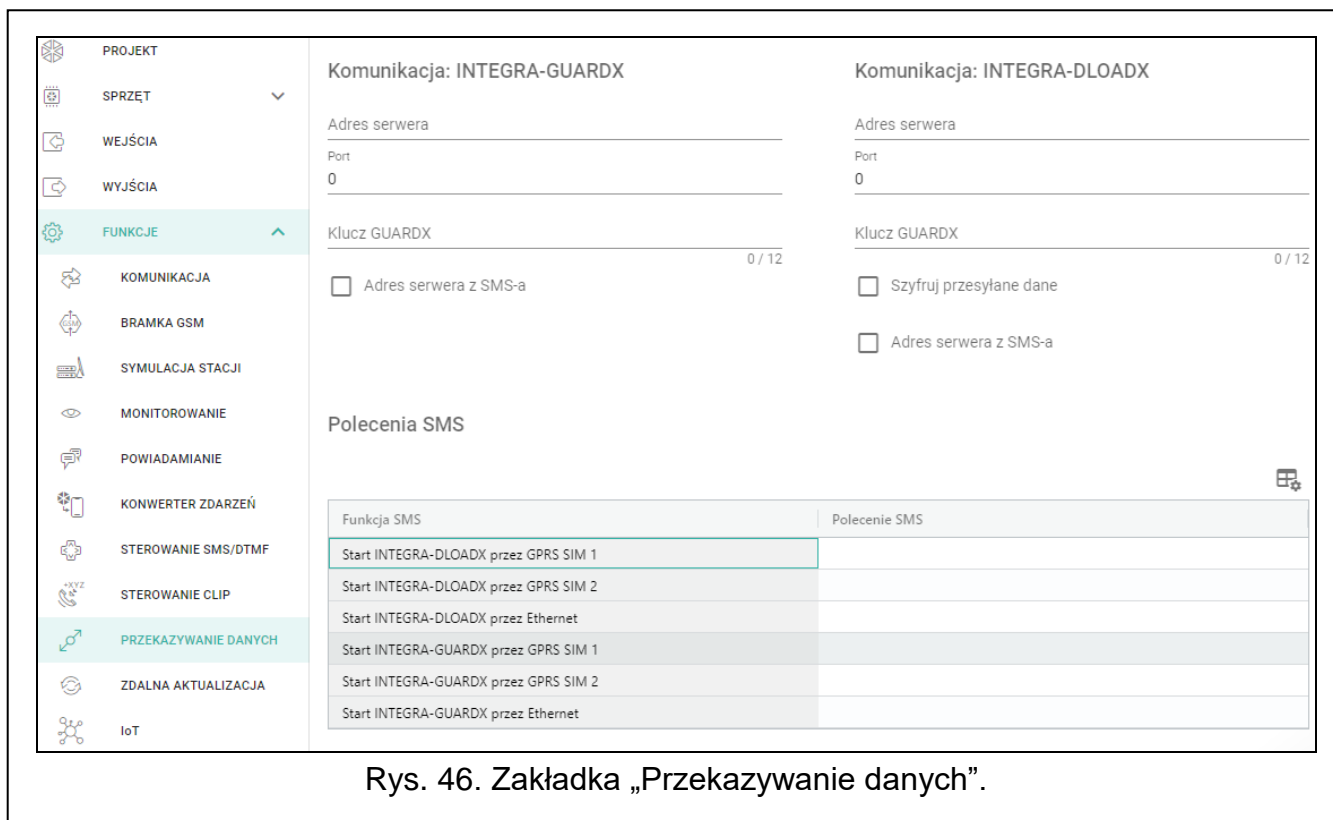 PROJEKT
SPRZĘT
WEJŚCIA
WYJŚCIA
FUNKCJE
KOMUNIKACJA
BRAMKA GSM
SYMULACJA STACJI
MONITOROWANIE
POWIADAMIANIE
KONWERTER ZDARZEŃ
STEROWANIE SMS/DTMF
+XYZ
STEROWANIE CLIP
PRZEKAZYWANIE DANYCH
ZDALNA AKTUALIZACJA
IoT
Komunikacja: INTEGRA-GUARDX
Adres serwera
Port
0
Klucz GUARDX
0 / 12
Adres serwera z SMS-a
Komunikacja: INTEGRA-DLOADX
Adres serwera
Port
0
Klucz GUARDX
0 / 12
Szyfruj przesyłane dane
Adres serwera z SMS-a
Polecenia SMS
Funkcja SMS Polecenie SMS
Start INTEGRA-DLOADX przez GPRS SIM 1
Start INTEGRA-DLOADX przez GPRS SIM 2
Start INTEGRA-DLOADX przez Ethernet
Start INTEGRA-GUARDX przez GPRS SIM 1
Start INTEGRA-GUARDX przez GPRS SIM 2
Start INTEGRA-GUARDX przez Ethernet
Rys. 46. Zakładka „Przekazywanie danych”.